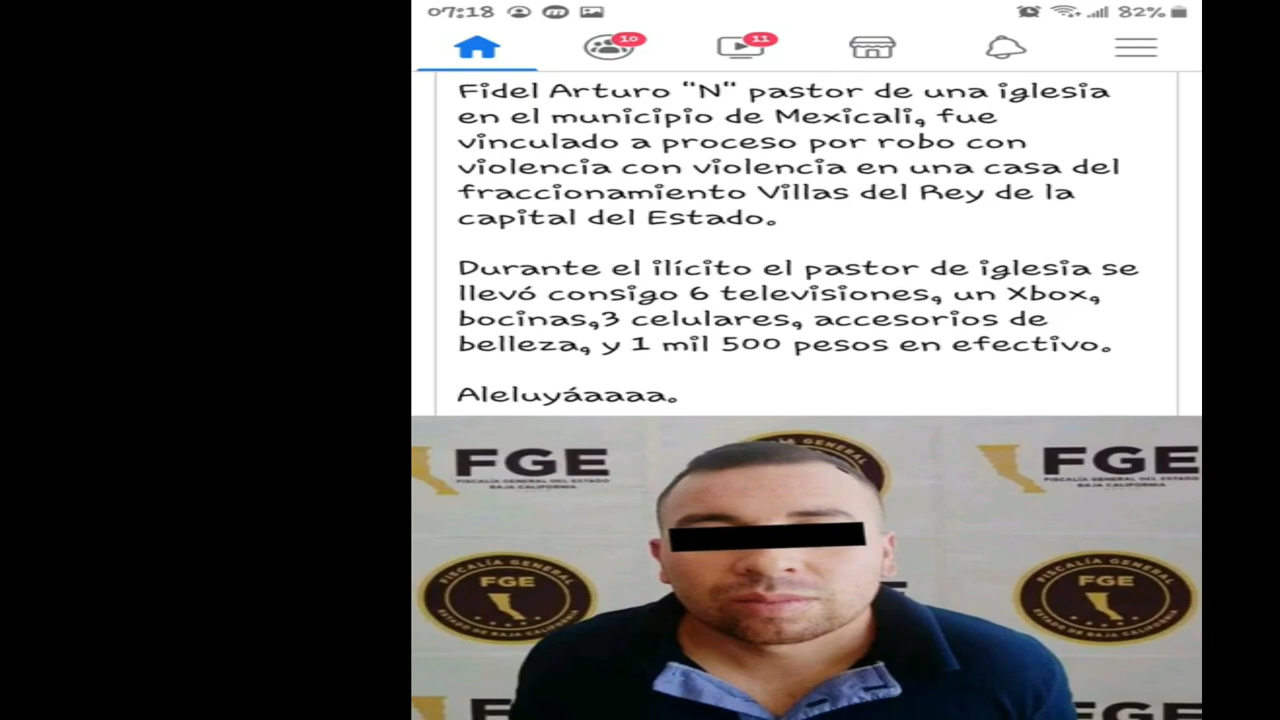 07:18
82%
10
11
Fidel Arturo "N" pastor de una iglesia
en el municipio de Mexicali, fue
vinculado a proceso por robo con
violencia con violencia en una casa del
fraccionamiento Villas del Rey de la
capital del Estado.
Durante el ilícito el pastor de iglesia se
llevó consigo 6 televisiones, un Xbox,
bocinas,3 celulares, accesorios de
belleza, y 1 mil 500 pesos en efectivo.
Aleluyáaaaa.
FGE
FISCALÍA GENERAL DEL ESTADO
BAJA CALIFORNIA
GENERAL
FGE
FISCALÍA GENERAL DEL ESTADO
BAJA CALIFORNIA
FISCALÍA GENERAL
FGE
ESTADO DE BAJA CALIFORNIA
FISCALÍA GENERAL
FGE
ESTADO DE BAJA CALIFORNIA
FGE
FGE